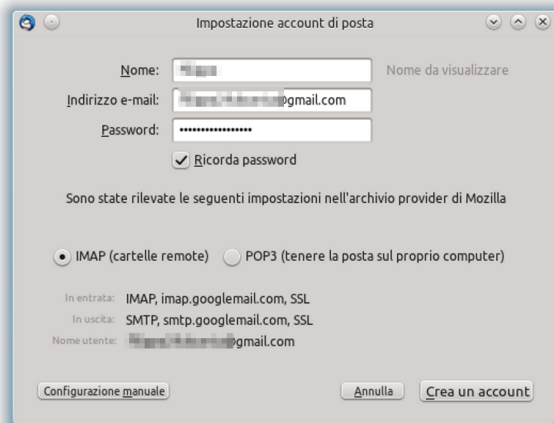 Impostazione account di posta
Nome: Nome da visualizzare
Indirizzo e-mail: @gmail.com
Password: •••••••••••••••••
Ricorda password
Sono state rilevate le seguenti impostazioni nell'archivio provider di Mozilla
IMAP (cartelle remote) POP3 (tenere la posta sul proprio computer)
In entrata: IMAP, imap.googlemail.com, SSL
In uscita: SMTP, smtp.googlemail.com, SSL
Nome utente: @gmail.com
Configurazione manuale Annulla Crea un account